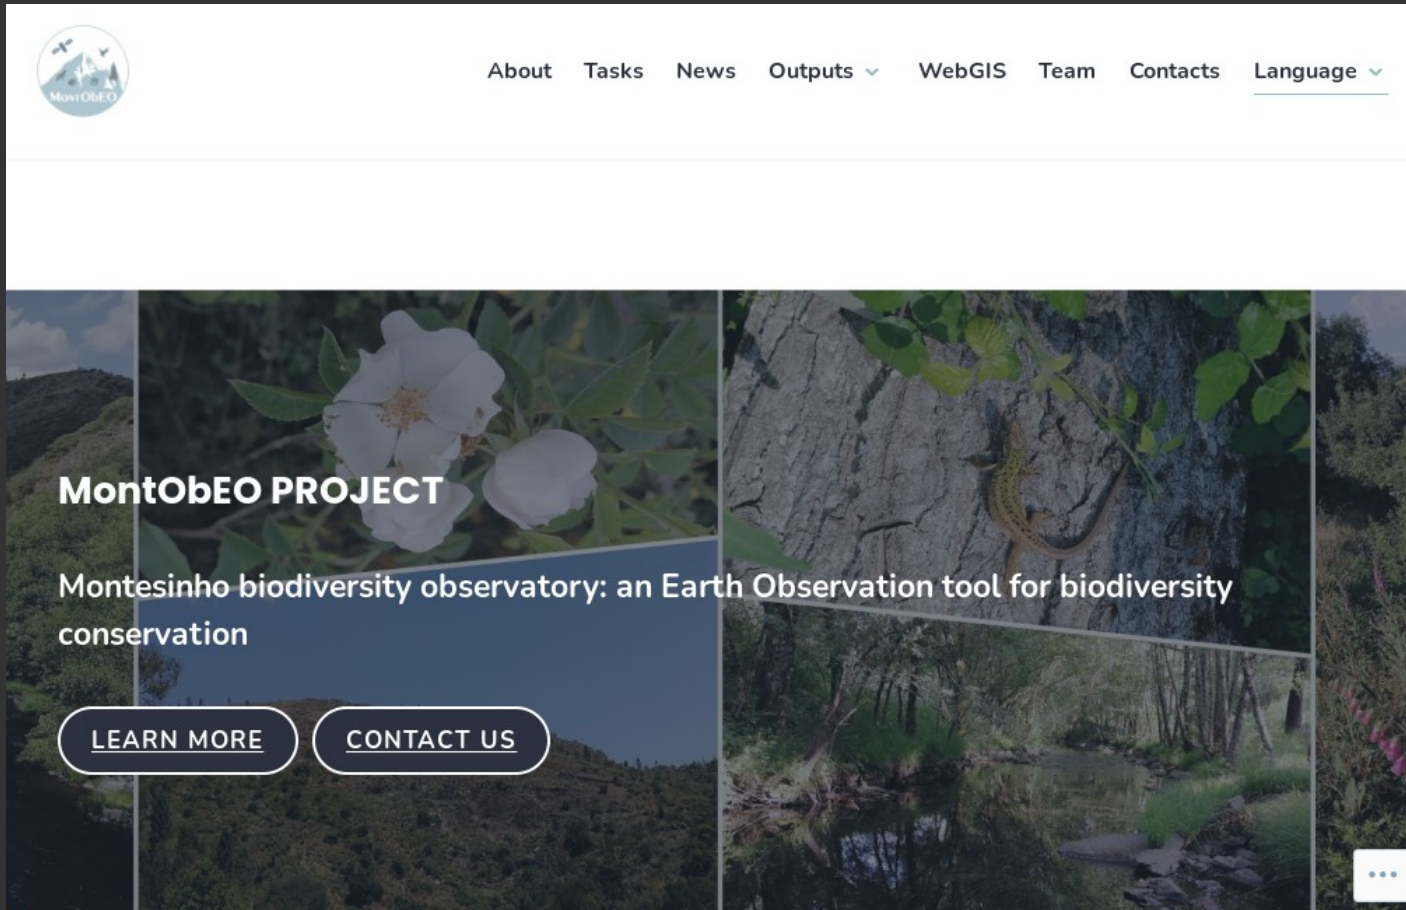 MontObEO
About Tasks News Outputs WebGIS Team Contacts Language
MontObEO PROJECT
Montesinho biodiversity observatory: an Earth Observation tool for biodiversity
conservation
LEARN MORE CONTACT US